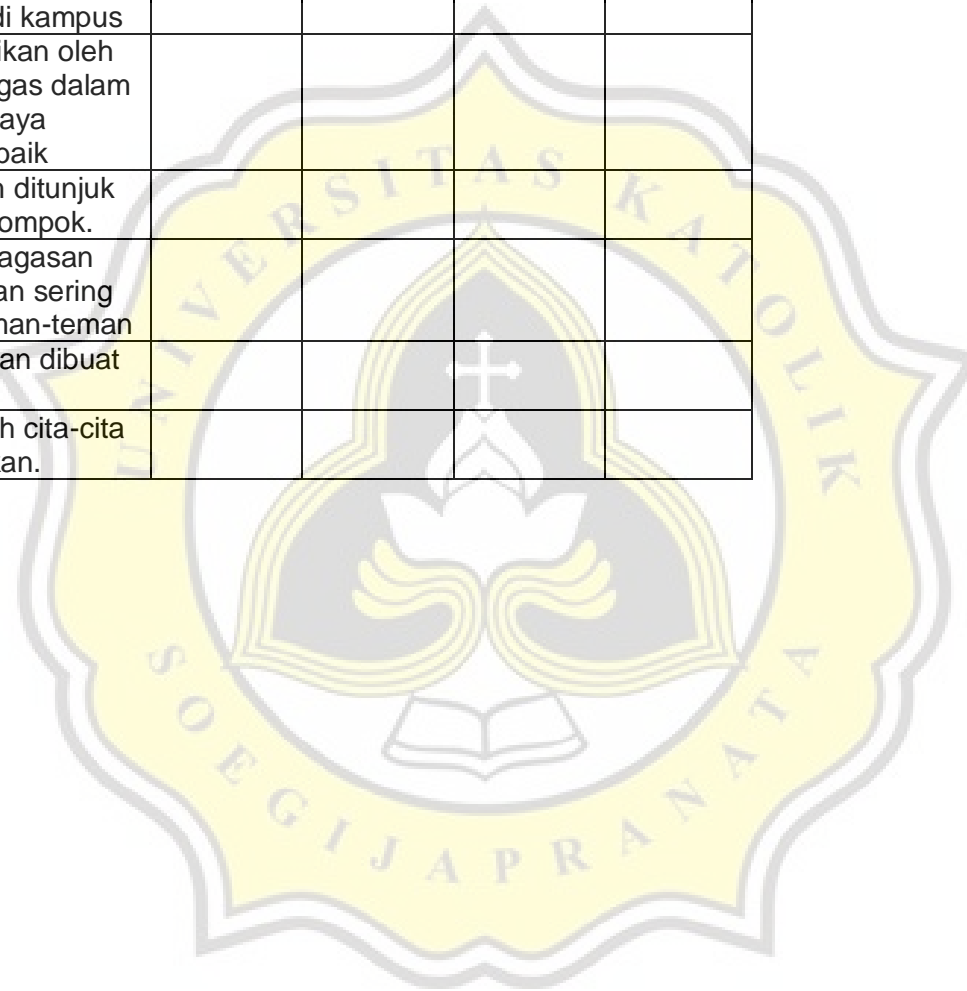 di kampus
ikan oleh
gas dalam
aya
baik
n ditunjuk
ompok.
agasan
an sering
man-teman
an dibuat
h cita-cita
kan.
UNIVERSITAS KATOLIK
SOEGIJAPRANATA